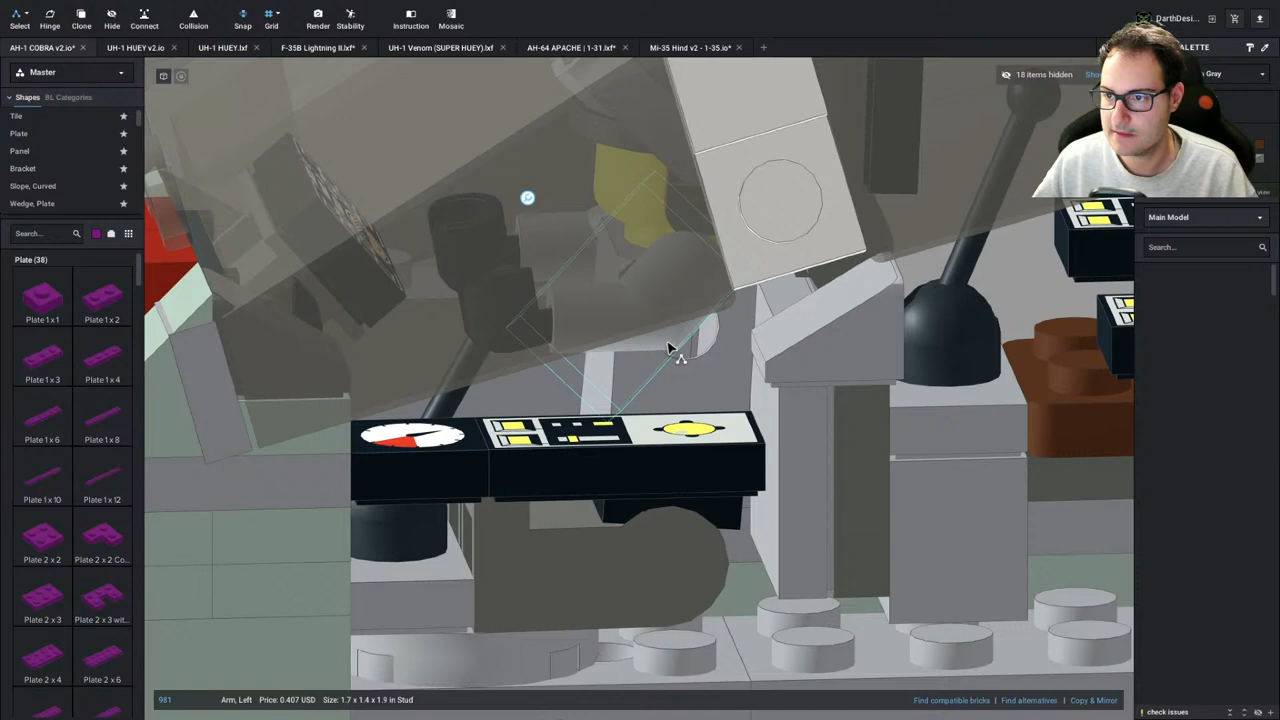 Select Hinge Clone Hide Connect Collision Snap Grid Render Stability Instruction Mosaic
DarthDesi
AH-1 COBRA v2.io* UH-1 HUEY v2.io UH-1 HUEY.lxf F-35B Lightning II.lxf* UH-1 Venom (SUPER HUEY).lxf AH-64 APACHE | 1-31.lxf* Mi-35 Hind v2 - 1-35.io*
ALETTE
Master
18 items hidden
Gray
Shapes BL Categories
Tile
Plate
Panel
Bracket
Slope, Curved
Wedge, Plate
Main Model
Search...
Search...
Plate (38)
Plate 1 x 1 Plate 1 x 2
Plate 1 x 3 Plate 1 x 4
Plate 1 x 6 Plate 1 x 8
Plate 1 x 10 Plate 1 x 12
Plate 2 x 2 Plate 2 x 2 Co...
Plate 2 x 3 Plate 2 x 3 wit...
Plate 2 x 4 Plate 2 x 6
981 Arm, Left Price: 0.407 USD Size: 1.7 x 1.4 x 1.9 in Stud
Find compatible bricks Find alternatives Copy & Mirror
check issues